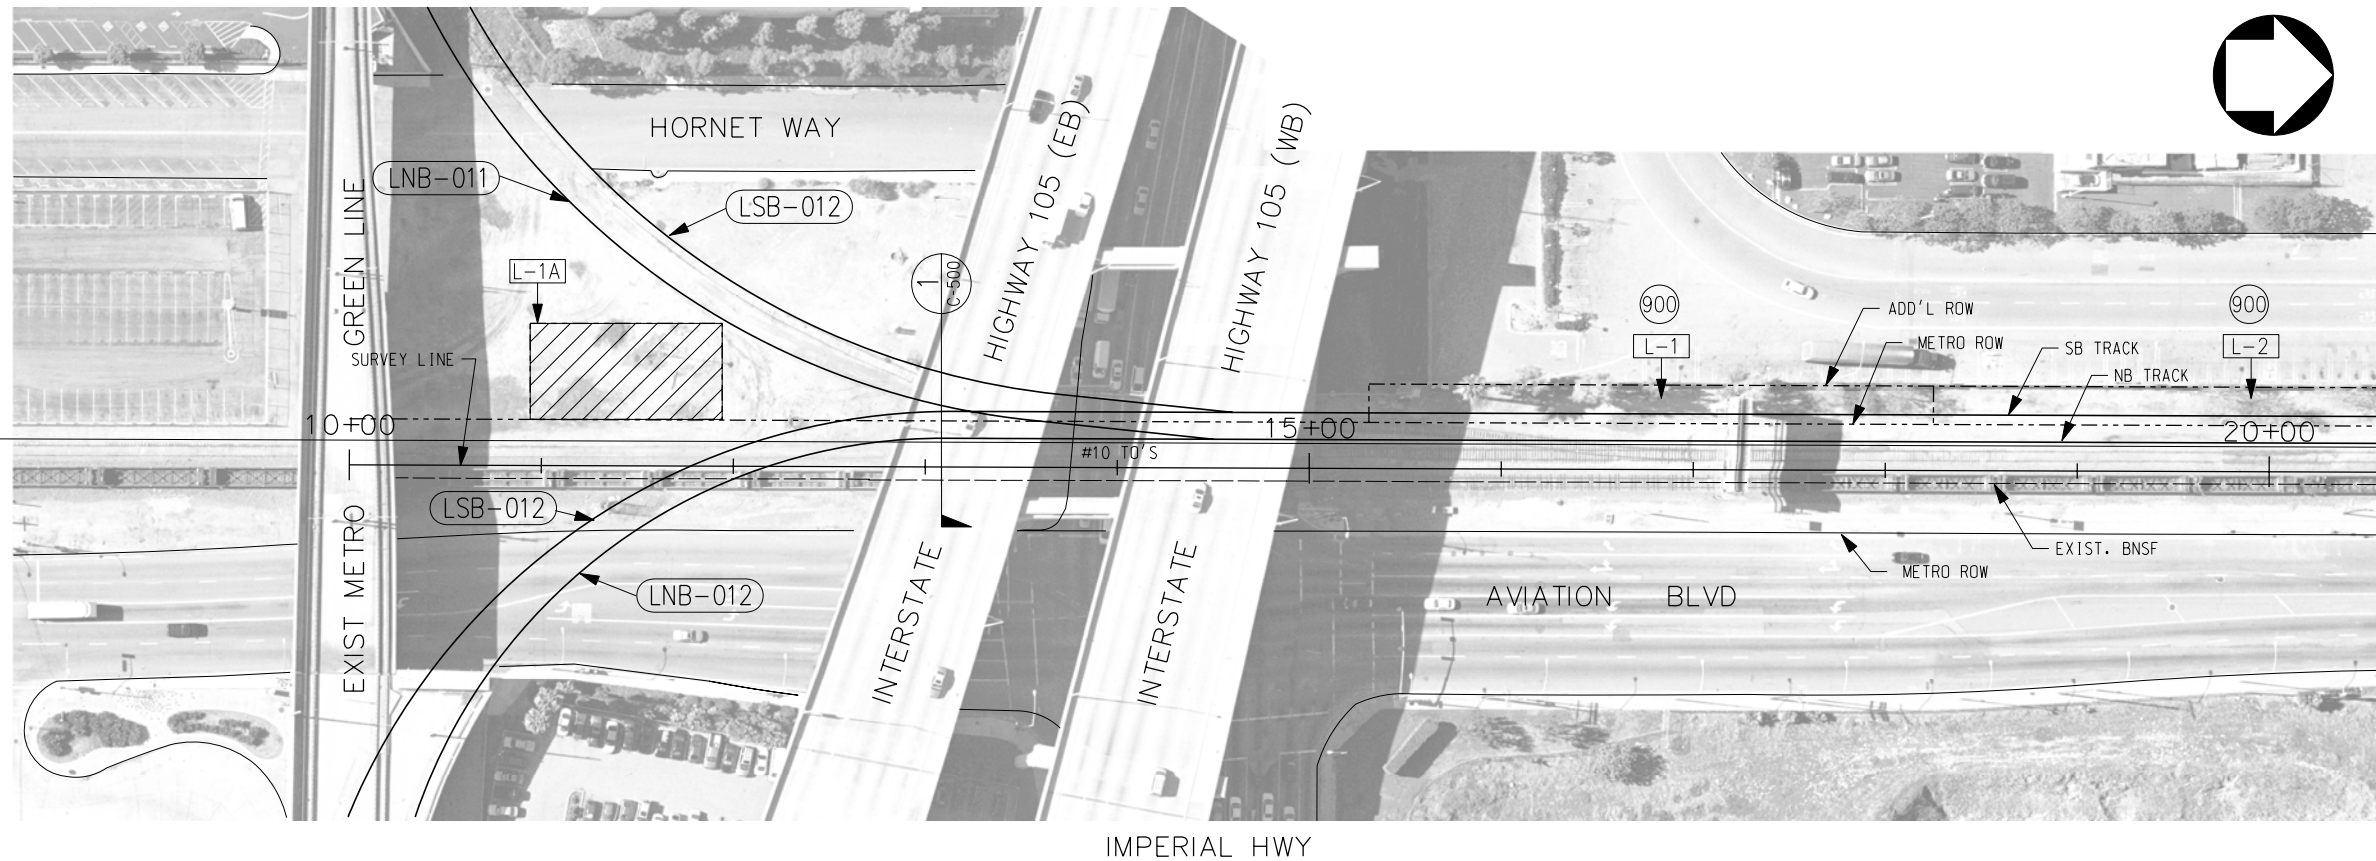 HORNET WAY
LNB-011
LSB-012
HIGHWAY 105 (EB)
HIGHWAY 105 (WB)
GREEN LINE
L-1A
1
C-500
900
900
ADD'L ROW
METRO ROW
L-1
L-2
SB TRACK
NB TRACK
SURVEY LINE
10+00
15+00
20+00
#10 TO'S
LSB-012
EXIST METRO
EXIST. BNSF
METRO ROW
LNB-012
INTERSTATE
INTERSTATE
AVIATION BLVD
IMPERIAL HWY